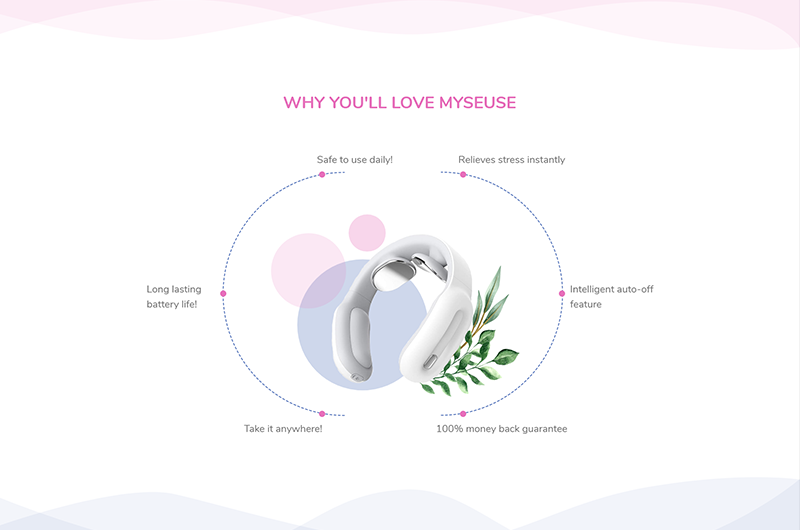 WHY YOU'LL LOVE MYSEUSE
Safe to use daily!
Relieves stress instantly
Long lasting
battery life!
Intelligent auto-off
feature
Take it anywhere!
100% money back guarantee